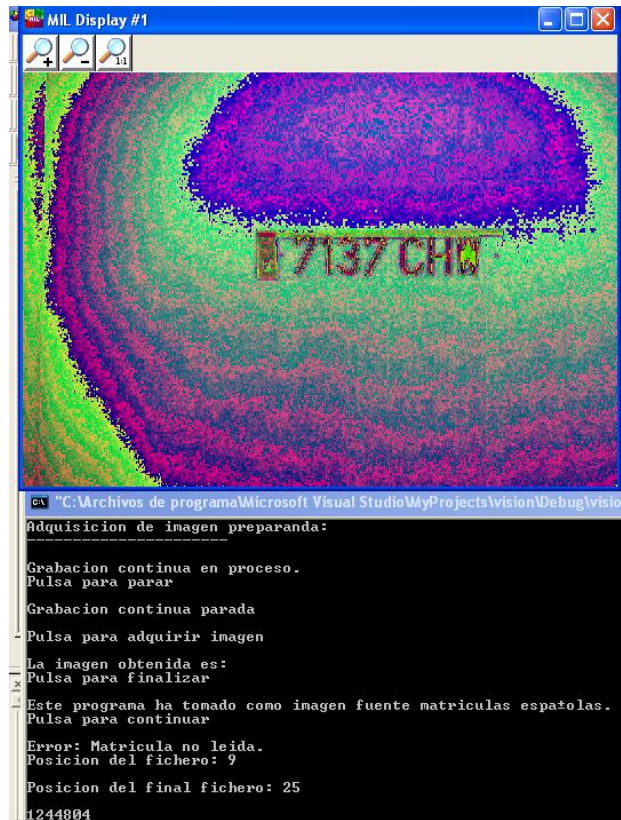 MIL Display #1
1:1
7137 CHW
"C:\Archivos de programa\Microsoft Visual Studio\MyProjects\vision\Debug\visio
Adquisicion de imagen preparanda:
-----------------------
Grabacion continua en proceso.
Pulsa para parar
Grabacion continua parada
Pulsa para adquirir imagen
La imagen obtenida es:
Pulsa para finalizar
Este programa ha tomado como imagen fuente matriculas espa±olas.
Pulsa para continuar
Error: Matricula no leida.
Posicion del fichero: 9
Posicion del final fichero: 25
1244804